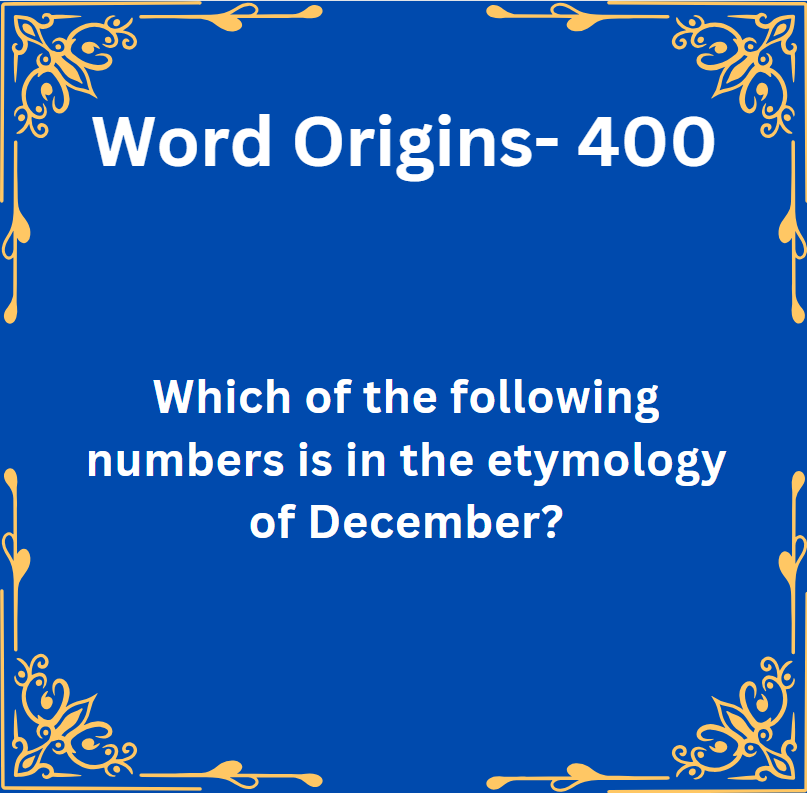 Word Origins- 400
Which of the following
numbers is in the etymology
of December?